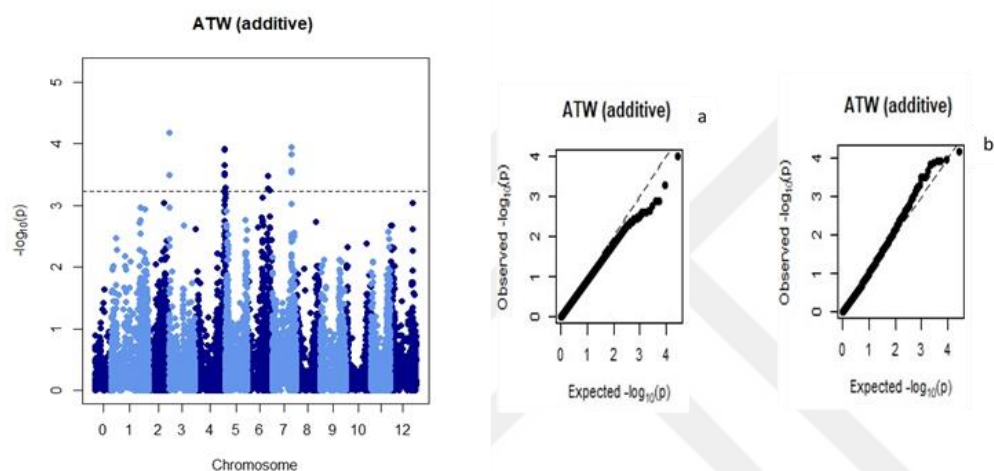 ATW (additive)
-log10(p)
5
4
3
2
1
0
0 1 2 3 4 5 6 7 8 9 10 12
Chromosome
ATW (additive)
a
Observed -log10(p)
4
3
2
1
0
0 1 2 3 4
Expected -log10(p)
ATW (additive)
b
Observed -log10(p)
4
3
2
1
0
0 1 2 3 4
Expected -log10(p)